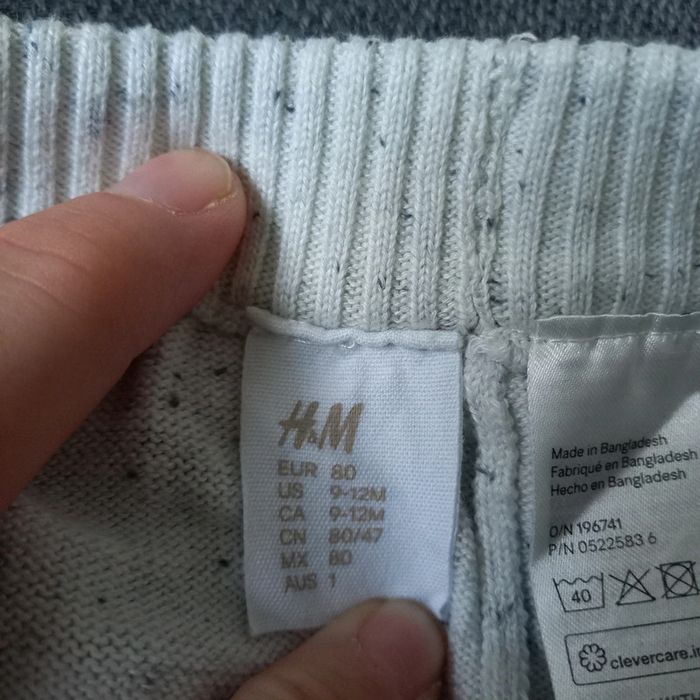 H&M
EUR 80
US 9-12M
CA 9-12M
CN 80/47
MX 80
AUS 1
Made in Bangladesh
Fabriqué en Bangladesh
Hecho en Bangladesh
O/N 196741
P/N 0522583 6
40
clevercare.in